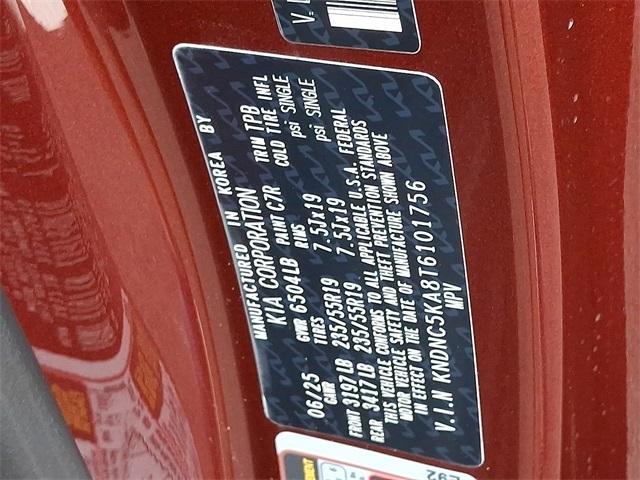 MANUFACTURED IN KOREA BY
KIA CORPORATION
06/25 GVWR 6504LB PAINT C7R TRIM TPB
GAWR TIRES RIMS COLD TIRE INFL
FRONT 3197LB 235/55R19 7.5Jx19 psi SINGLE
REAR 3417LB 235/55R19 7.5Jx19 psi SINGLE
THIS VEHICLE CONFORMS TO ALL APPLICABLE U.S.A. FEDERAL
MOTOR VEHICLE SAFETY AND THEFT PREVENTION STANDARDS
IN EFFECT ON THE DATE OF MANUFACTURE SHOWN ABOVE
V.I.N KNDNC5KA8T6101756
MPV